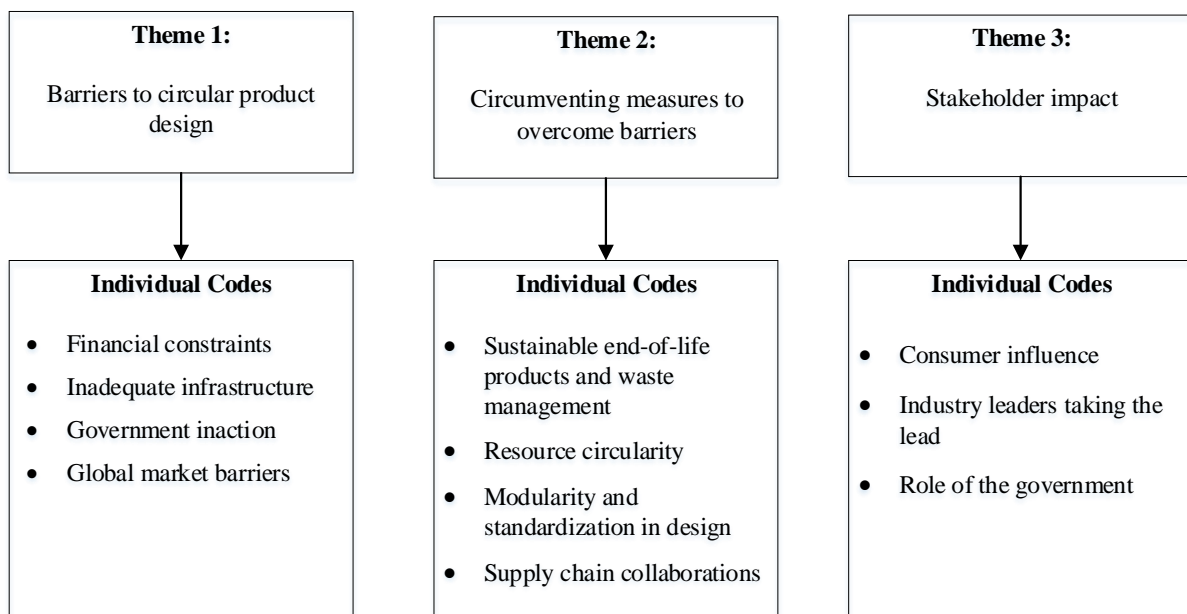 Theme 1:
Barriers to circular product
design
Theme 2:
Circumventing measures to
overcome barriers
Theme 3:
Stakeholder impact
Individual Codes
• Financial constraints
• Inadequate infrastructure
• Government inaction
• Global market barriers
Individual Codes
• Sustainable end-of-life
products and waste
management
• Resource circularity
• Modularity and
standardization in design
• Supply chain collaborations
Individual Codes
• Consumer influence
• Industry leaders taking the
lead
• Role of the government